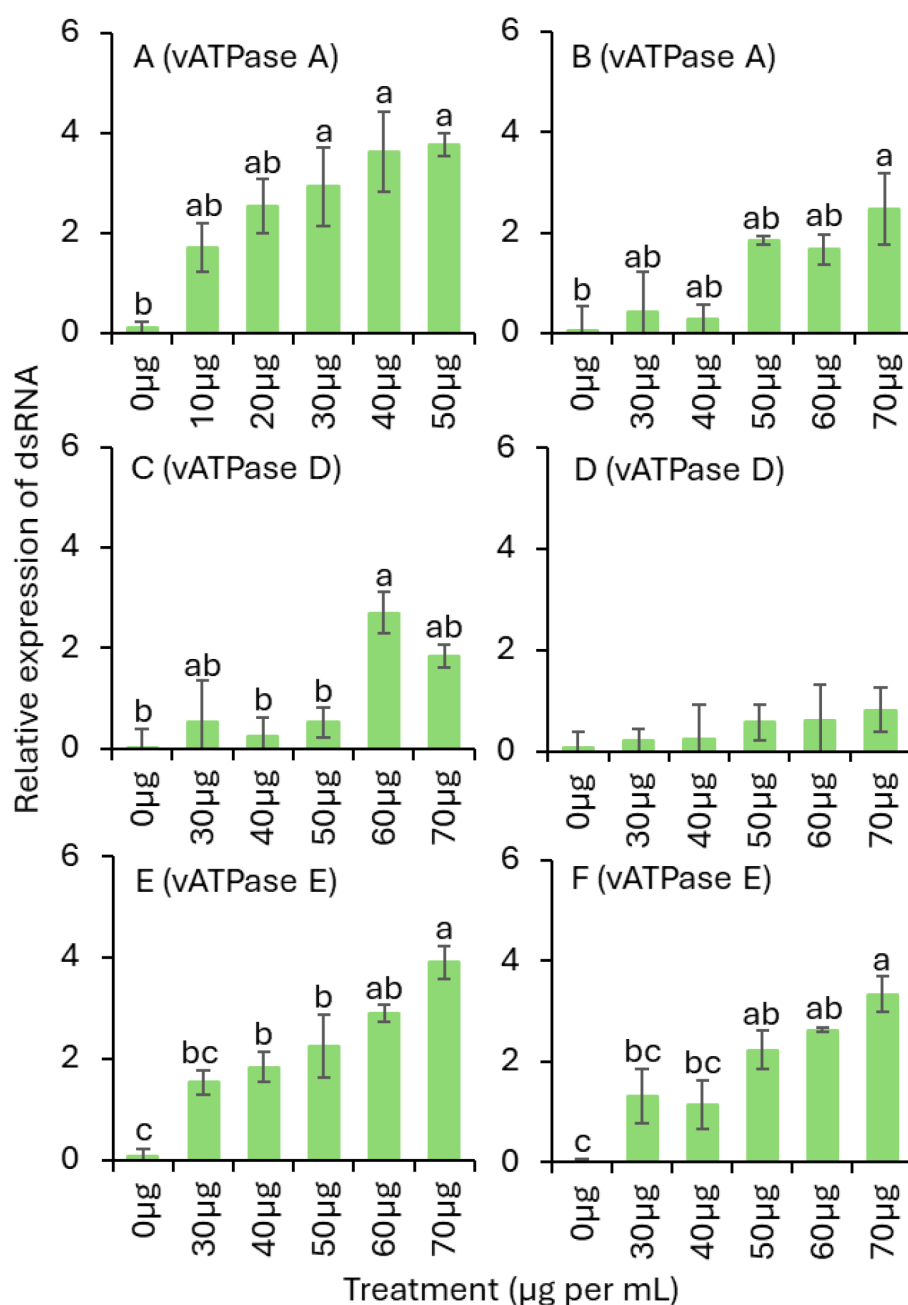 Relative expression of dsRNA
A (vATPase A)
6
4
2
0
b
ab
ab
a
a
a
0µg
10µg
20µg
30µg
40µg
50µg
B (vATPase A)
6
4
2
0
b
ab
ab
ab
ab
a
0µg
30µg
40µg
50µg
60µg
70µg
C (vATPase D)
6
4
2
0
b
ab
b
b
a
ab
0µg
30µg
40µg
50µg
60µg
70µg
D (vATPase D)
6
4
2
0
0µg
30µg
40µg
50µg
60µg
70µg
E (vATPase E)
6
4
2
0
c
bc
b
b
ab
a
0µg
30µg
40µg
50µg
60µg
70µg
F (vATPase E)
6
4
2
0
c
bc
bc
ab
ab
a
0µg
30µg
40µg
50µg
60µg
70µg
Treatment (µg per mL)